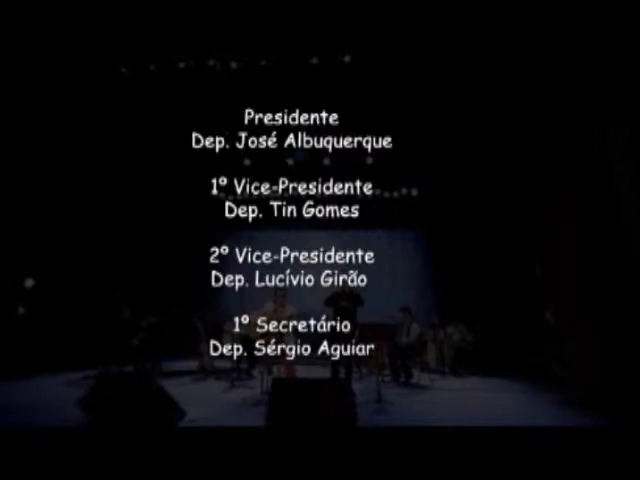 Presidente
Dep. José Albuquerque
1º Vice-Presidente
Dep. Tin Gomes
2º Vice-Presidente
Dep. Lucívio Girão
1º Secretário
Dep. Sérgio Aguiar